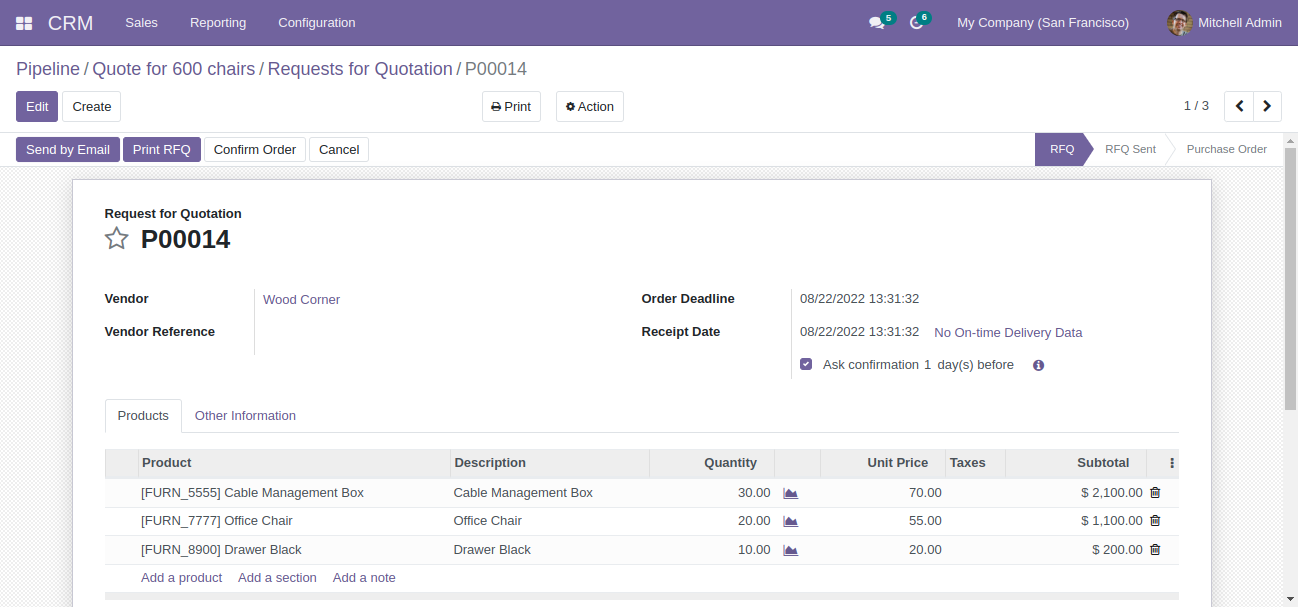 CRM Sales Reporting Configuration 5 6 My Company (San Francisco) Mitchell Admin
Pipeline / Quote for 600 chairs / Requests for Quotation / P00014
Edit Create Print Action 1 / 3
Send by Email Print RFQ Confirm Order Cancel RFQ RFQ Sent Purchase Order
Request for Quotation
P00014
Vendor Wood Corner Order Deadline 08/22/2022 13:31:32
Vendor Reference Receipt Date 08/22/2022 13:31:32 No On-time Delivery Data
Ask confirmation 1 day(s) before
Products Other Information
Product Description Quantity Unit Price Taxes Subtotal
[FURN_5555] Cable Management Box Cable Management Box 30.00 70.00 $ 2,100.00
[FURN_7777] Office Chair Office Chair 20.00 55.00 $ 1,100.00
[FURN_8900] Drawer Black Drawer Black 10.00 20.00 $ 200.00
Add a product Add a section Add a note